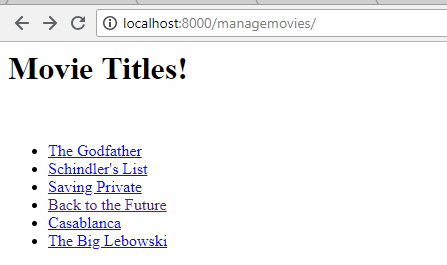 localhost:8000/managemovies/
Movie Titles!
The Godfather
Schindler's List
Saving Private
Back to the Future
Casablanca
The Big Lebowski